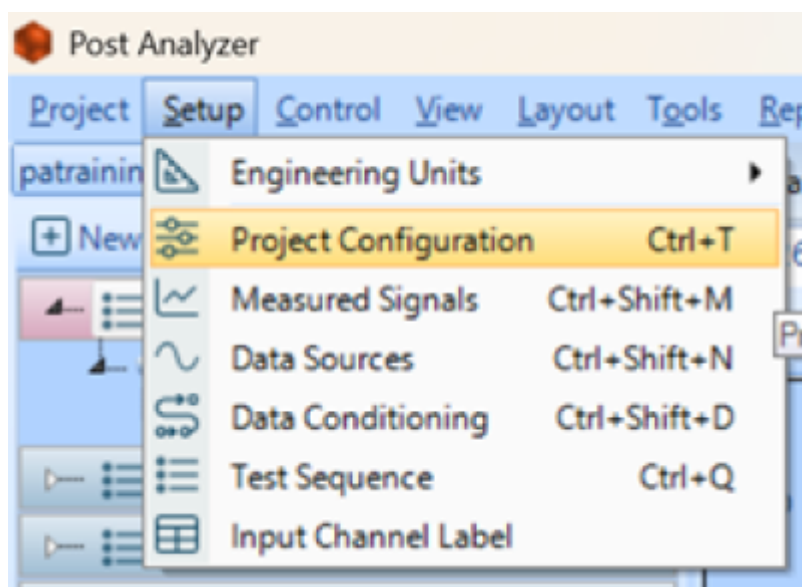 Post Analyzer
Project Setup Control View Layout Tools
patrainin
Engineering Units
New
Project Configuration Ctrl+T
Measured Signals Ctrl+Shift+M
Data Sources Ctrl+Shift+N
Data Conditioning Ctrl+Shift+D
Test Sequence Ctrl+Q
Input Channel Label